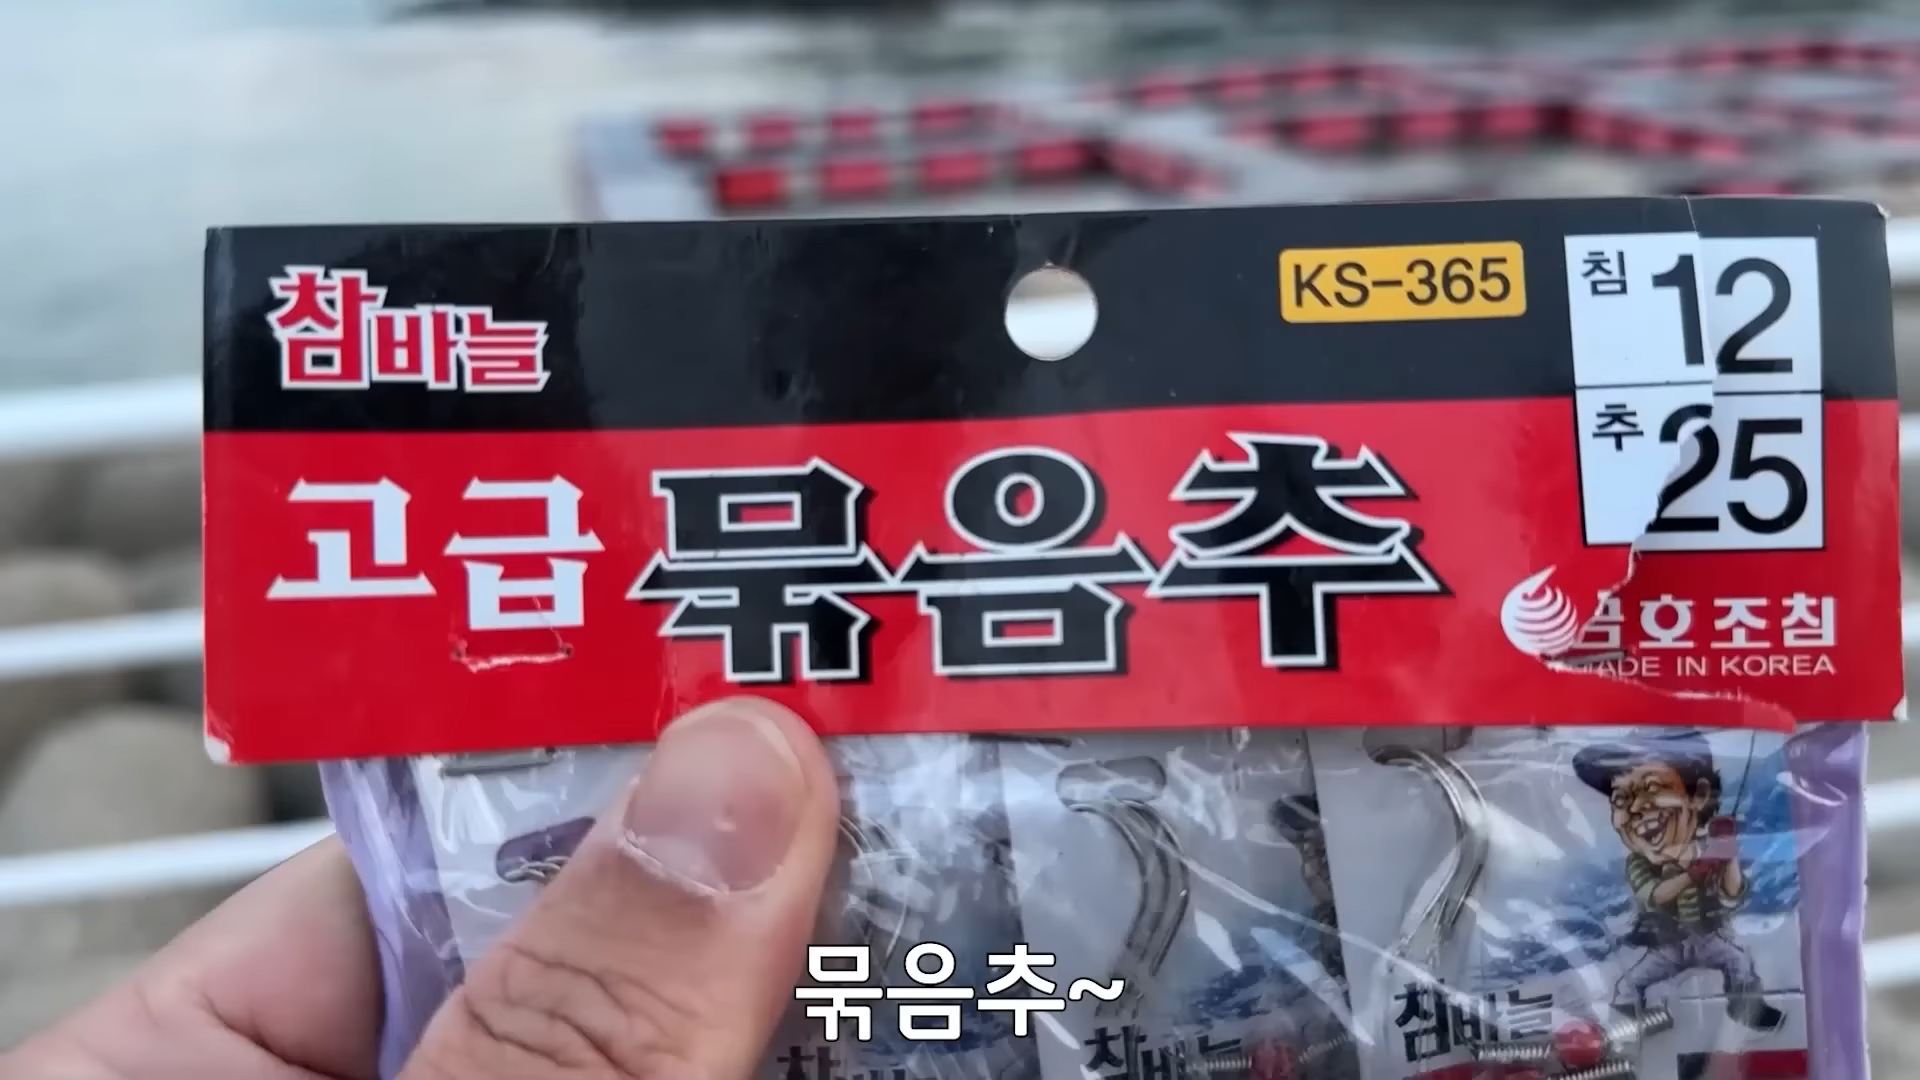 참바늘
KS-365
침 12
추 25
고급 묶음추
금호조침
MADE IN KOREA
묶음추~
참바늘
참바늘